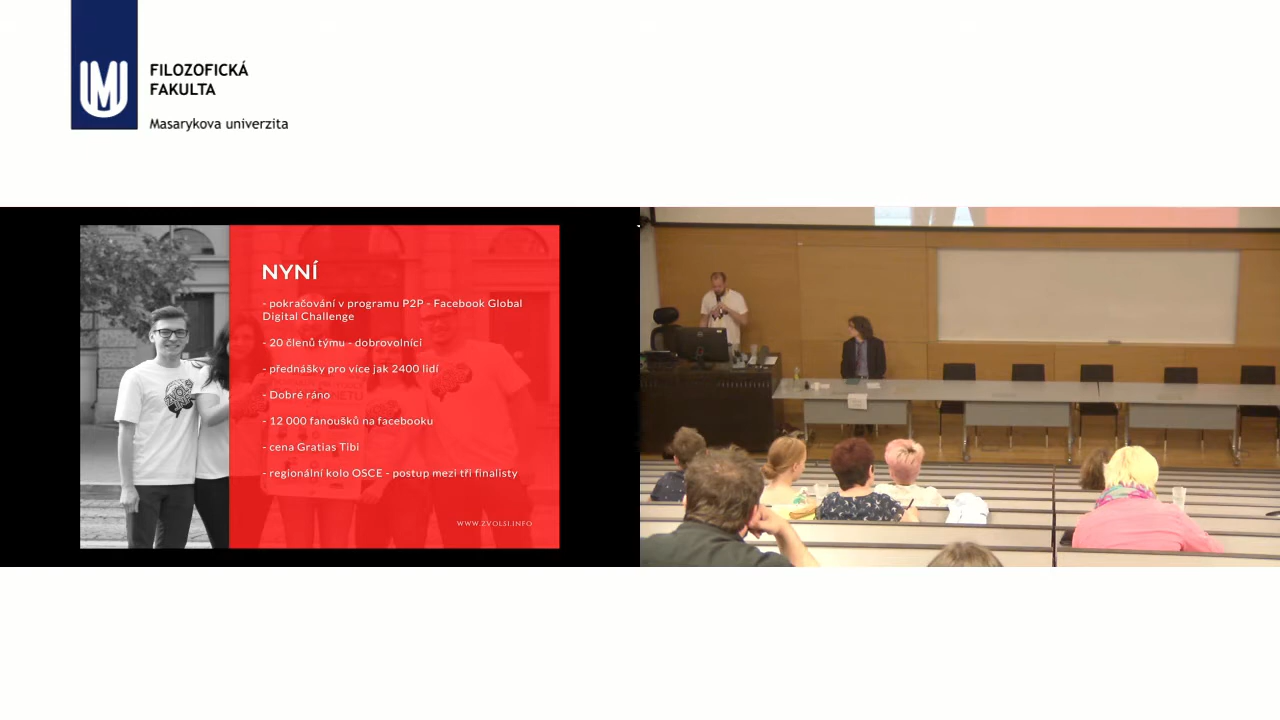 FILOZOFICKÁ
FAKULTA
Masarykova univerzita
NYNÍ
- pokračování v programu P2P - Facebook Global
Digital Challenge
- 20 členů týmu - dobrovolníci
- přednášky pro více jak 2400 lidí
- Dobré ráno
- 12 000 fanoušků na facebooku
- cena Gratias Tibi
- regionální kolo OSCE - postup mezi tři finalisty
WWW.ZVOLSI.INFO